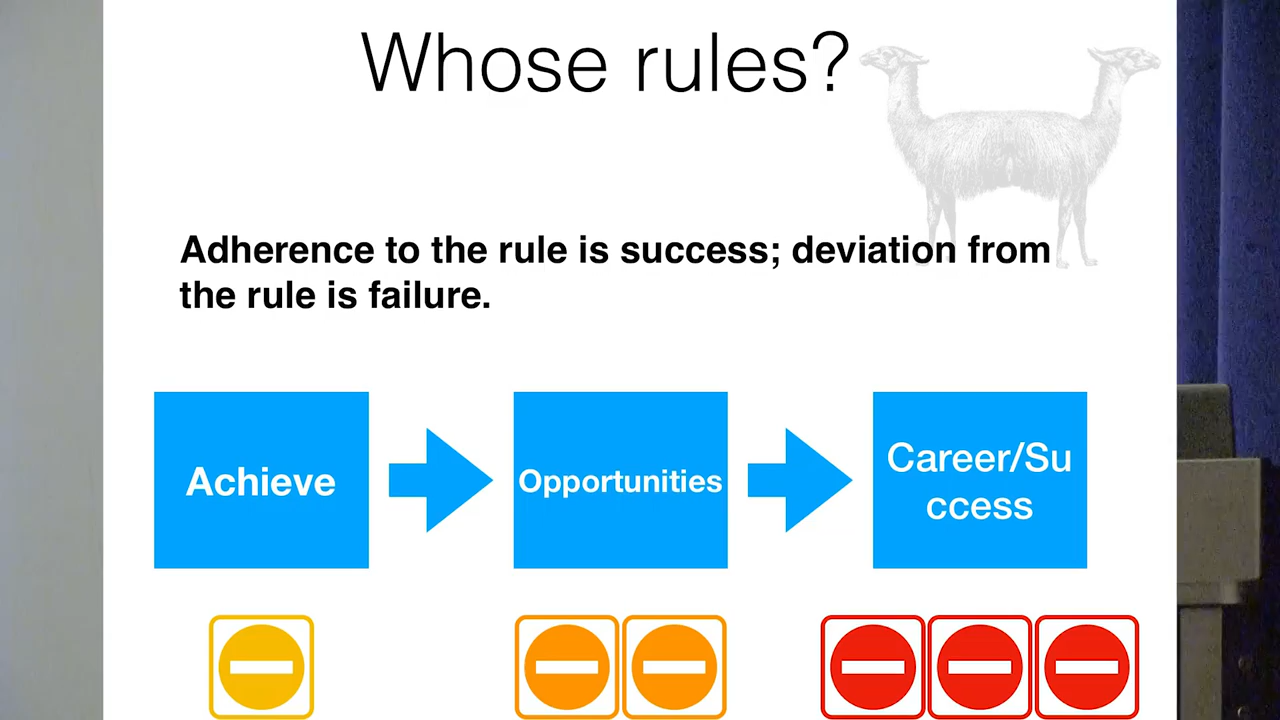 Whose rules?
Adherence to the rule is success; deviation from
the rule is failure.
Achieve
Opportunities
Career/Su
ccess